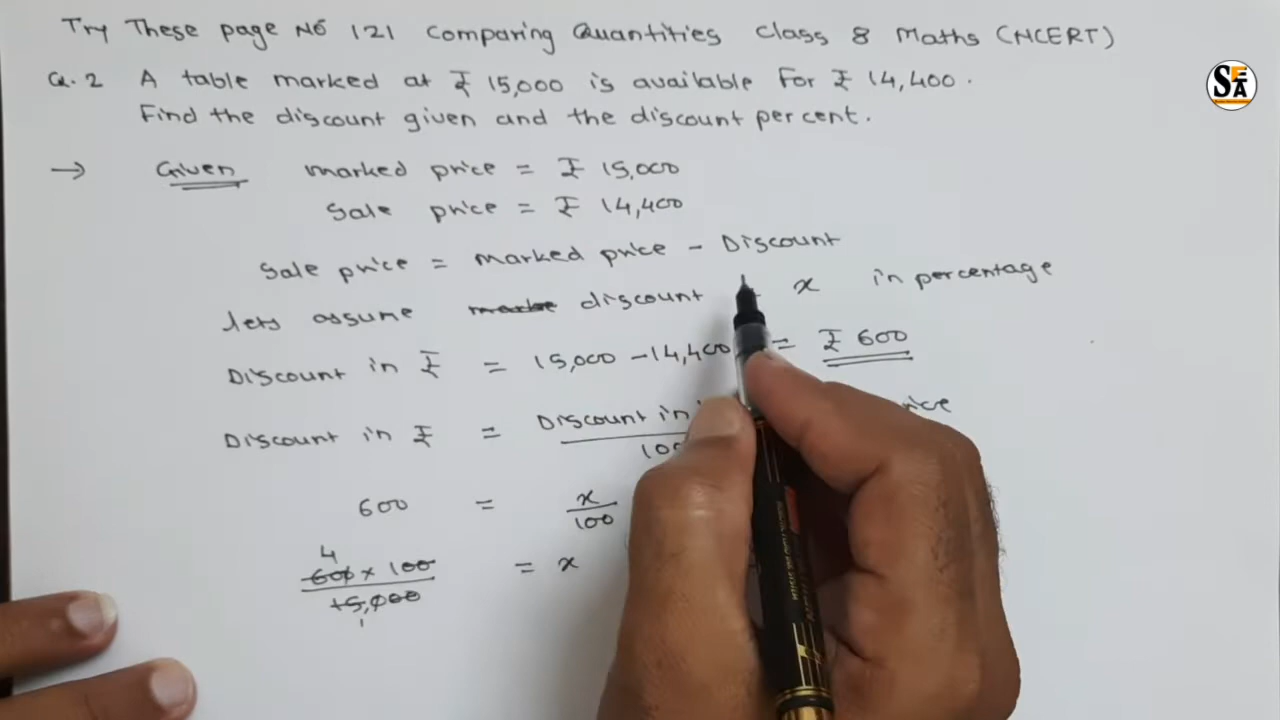 Try These page No 121 Comparing Quantities Class 8 Maths (NCERT)
Q.2 A table marked at ₹ 15,000 is available for ₹ 14,400.
Find the discount given and the discount percent.
→ Given marked price = ₹ 15,000
Sale price = ₹ 14,400
Sale price = marked price - Discount
lets assume discount x in percentage
Discount in ₹ = 15,000 - 14,400 = ₹ 600
Discount in ₹ = Discount in
100
600 = x/100
4
600 x 100 / 15,000 = x
1
SFTA